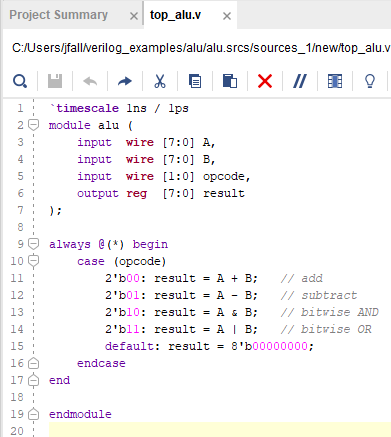 Project Summary × top_alu.v ×
C:/Users/jfall/verilog_examples/alu/alu.srcs/sources_1/new/top_alu.v
//
1 `timescale 1ns / 1ps
2 module alu (
3 input wire [7:0] A,
4 input wire [7:0] B,
5 input wire [1:0] opcode,
6 output reg [7:0] result
7 );
8
9 always @(*) begin
10 case (opcode)
11 2'b00: result = A + B; // add
12 2'b01: result = A - B; // subtract
13 2'b10: result = A & B; // bitwise AND
14 2'b11: result = A | B; // bitwise OR
15 default: result = 8'b00000000;
16 endcase
17 end
18
19 endmodule
20